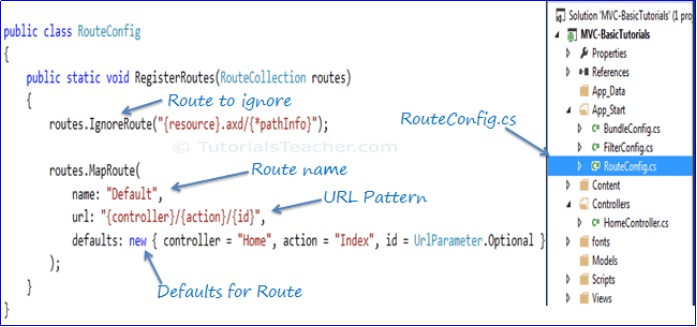 public class RouteConfig
{
public static void RegisterRoutes(RouteCollection routes)
{
Route to ignore
routes.IgnoreRoute("{resource}.axd/{*pathInfo}");
© TutorialsTeacher.com
routes.MapRoute(
Route name
name: "Default",
URL Pattern
url: "{controller}/{action}/{id}",
defaults: new { controller = "Home", action = "Index", id = UrlParameter.Optional }
);
Defaults for Route
}
}
RouteConfig.cs
Solution 'MVC-BasicTutorials' (1 pro
MVC-BasicTutorials
Properties
References
App_Data
App_Start
BundleConfig.cs
FilterConfig.cs
RouteConfig.cs
Content
Controllers
HomeController.cs
fonts
Models
Scripts
Views